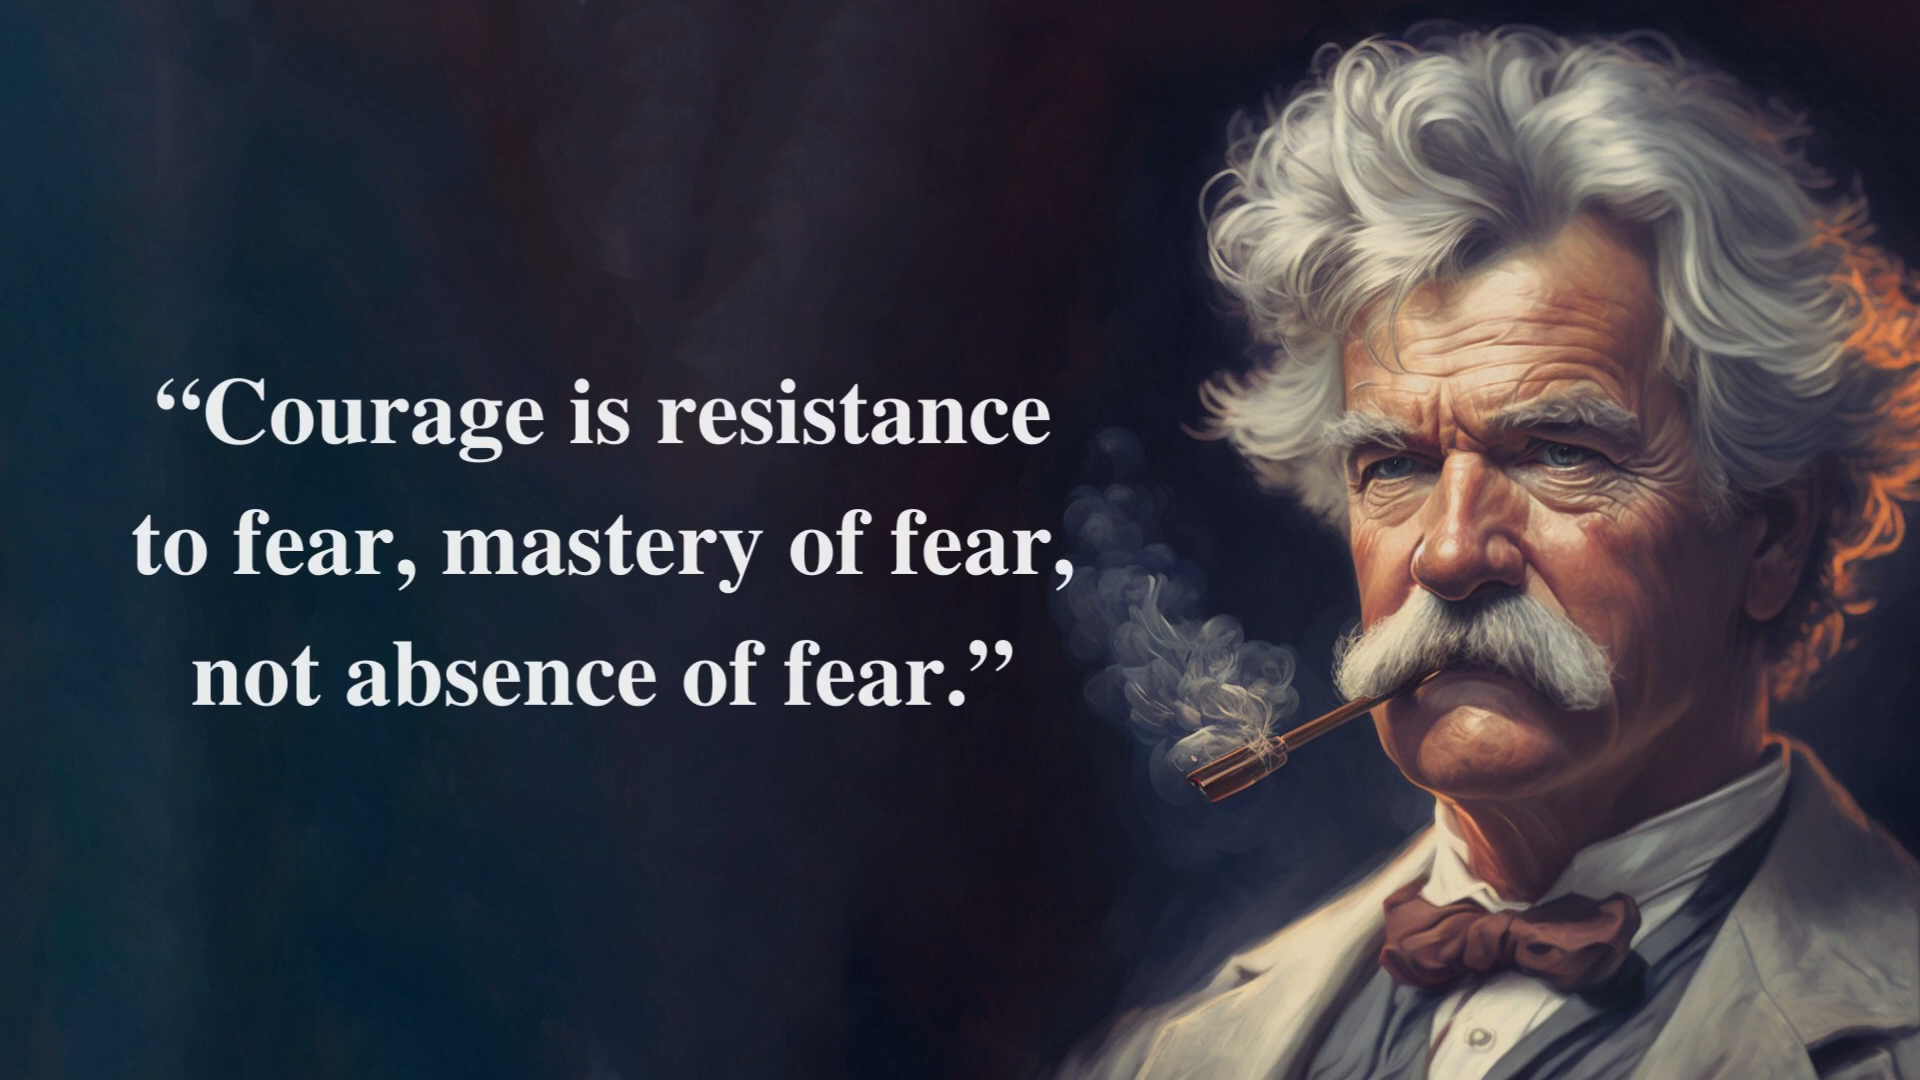 “Courage is resistance
to fear, mastery of fear,
not absence of fear.”